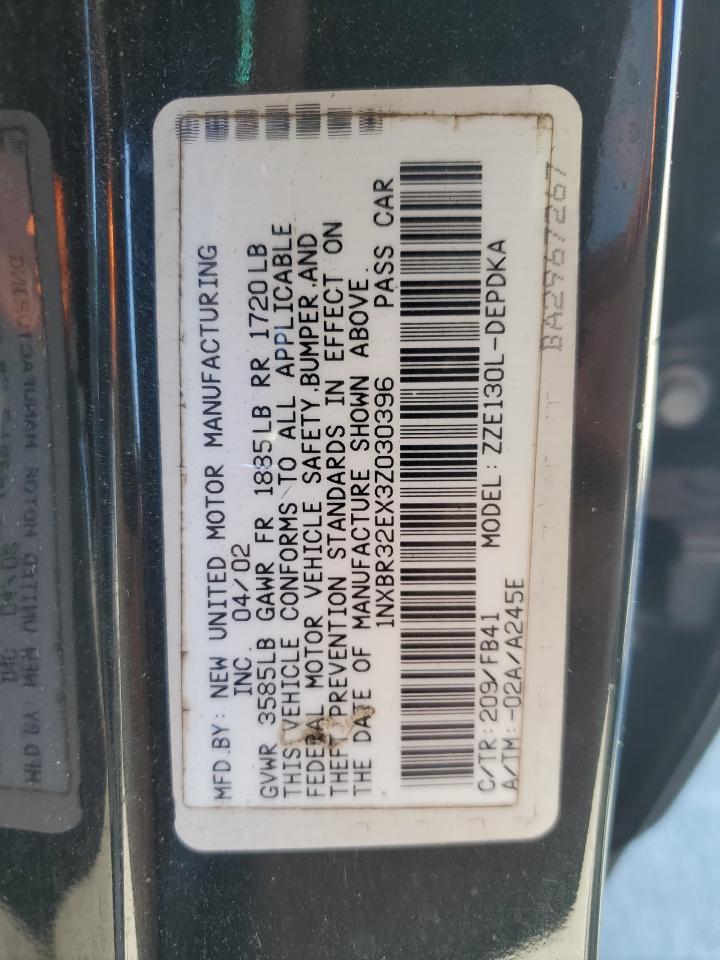 MFD.BY: NEW UNITED MOTOR MANUFACTURING
INC. 04/02
GVWR 3585LB GAWR FR 1885LB RR 1720LB
THIS VEHICLE CONFORMS TO ALL APPLICABLE
FEDERAL MOTOR VEHICLE SAFETY,BUMPER,AND
THEFT PREVENTION STANDARDS IN EFFECT ON
THE DATE OF MANUFACTURE SHOWN ABOVE.
1NXBR32EX3Z030396 PASS CAR
C/TR:209/FB41 MODEL: ZZE130L-DEPDKA
A/TM:-02A/A245E
BA2967267